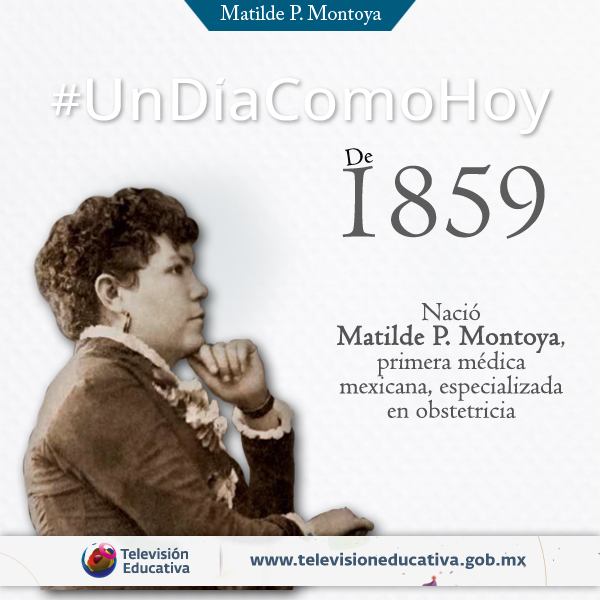 Matilde P. Montoya
#UnDíaComoHoy
De
1859
Nació
Matilde P. Montoya,
primera médica
mexicana, especializada
en obstetricia
Televisión
Educativa
www.televisioneducativa.gob.mx